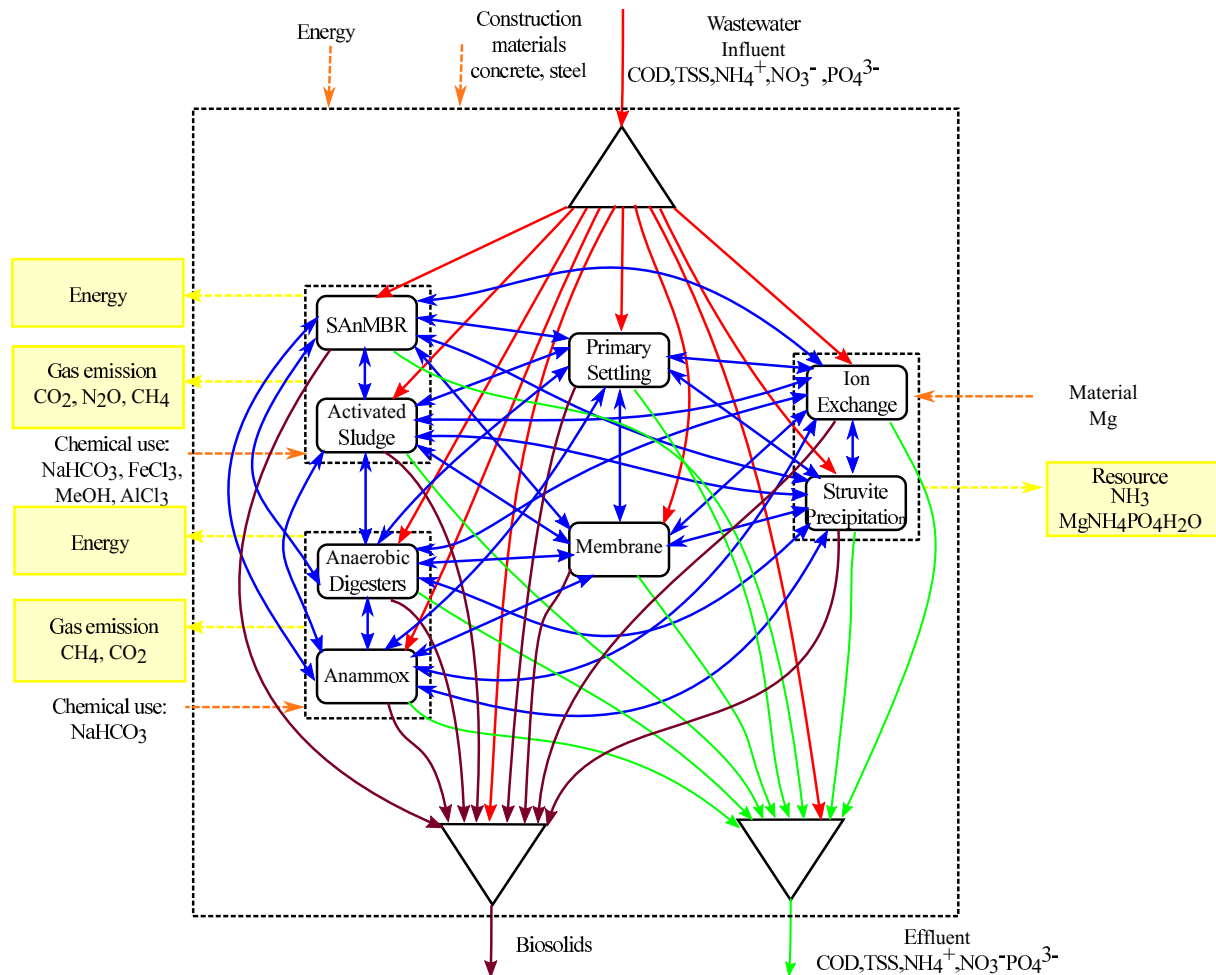 Energy
Construction
materials
concrete, steel
Wastewater
Influent
COD,TSS,NH4+,NO3- ,PO43-
Energy
Gas emission
CO2, N2O, CH4
Chemical use:
NaHCO3, FeCl3,
MeOH, AlCl3
Energy
Gas emission
CH4, CO2
Chemical use:
NaHCO3
SAnMBR
Activated
Sludge
Anaerobic
Digesters
Anammox
Primary
Settling
Membrane
Ion
Exchange
Struvite
Precipitation
Material
Mg
Resource
NH3
MgNH4PO4H2O
Biosolids
Effluent
COD,TSS,NH4+,NO3-PO43-